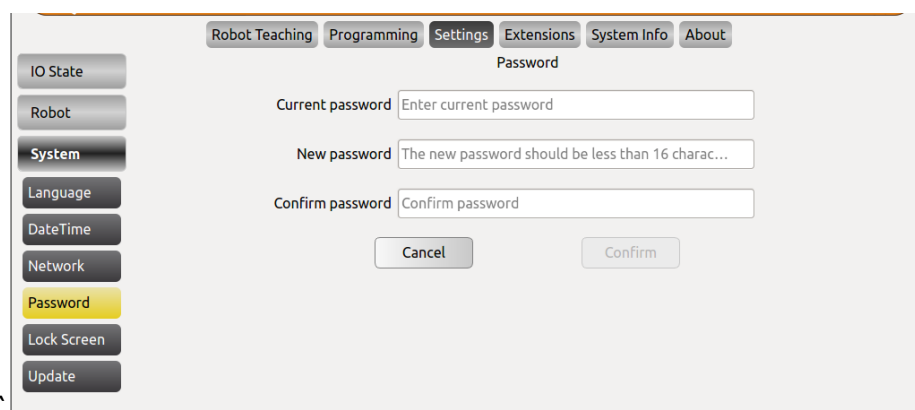 Robot Teaching Programming Settings Extensions System Info About
Password
IO State
Robot
System
Language
DateTime
Network
Password
Lock Screen
Update
Current password Enter current password
New password The new password should be less than 16 charac...
Confirm password Confirm password
Cancel Confirm